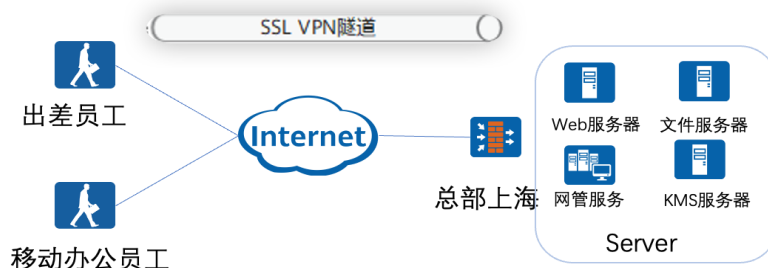 SSL VPN隧道
出差员工
Internet
Web服务器
文件服务器
总部上海
网管服务
KMS服务器
移动办公员工
Server